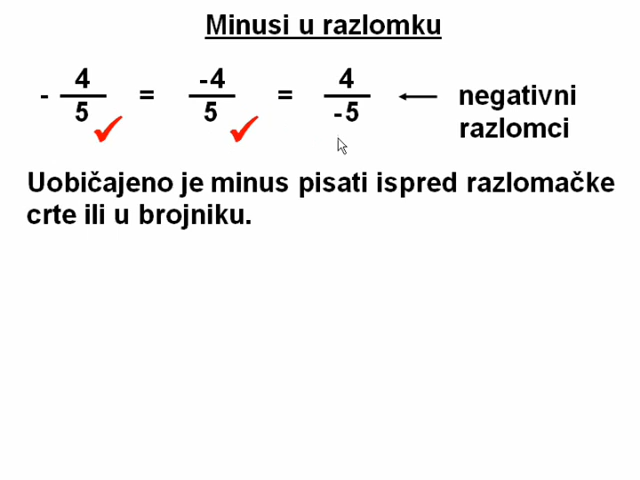 Minusi u razlomku
- 4/5 = -4/5 = 4/-5 ← negativni
razlomci
Uobičajeno je minus pisati ispred razlomačke
crte ili u brojniku.